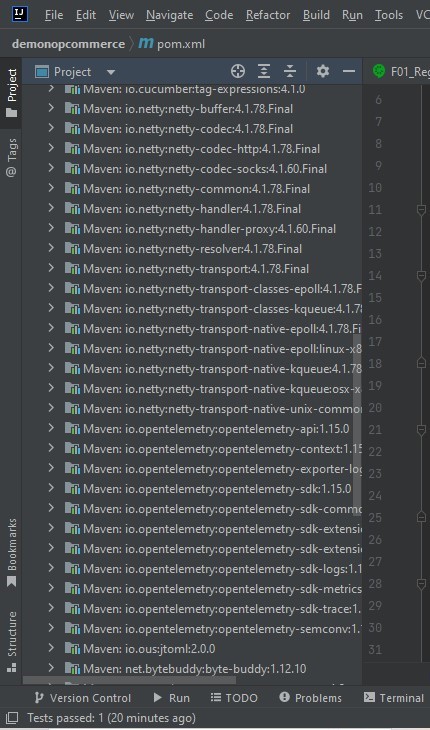 IJ File Edit View Navigate Code Refactor Build Run Tools VC
demonopcommerce m pom.xml
Project
Project
F01_Reg
Tags
Maven: io.cucumber:tag-expressions:4.1.0
Maven: io.netty:netty-buffer:4.1.78.Final
Maven: io.netty:netty-codec:4.1.78.Final
Maven: io.netty:netty-codec-http:4.1.78.Final
Maven: io.netty:netty-codec-socks:4.1.60.Final
Maven: io.netty:netty-common:4.1.78.Final
Maven: io.netty:netty-handler:4.1.78.Final
Maven: io.netty:netty-handler-proxy:4.1.60.Final
Maven: io.netty:netty-resolver:4.1.78.Final
Maven: io.netty:netty-transport:4.1.78.Final
Maven: io.netty:netty-transport-classes-epoll:4.1.78.F
Maven: io.netty:netty-transport-classes-kqueue:4.1.7
Maven: io.netty:netty-transport-native-epoll:4.1.78.Fi
Maven: io.netty:netty-transport-native-epoll:linux-x8
Maven: io.netty:netty-transport-native-kqueue:4.1.78
Maven: io.netty:netty-transport-native-kqueue:osx-x
Maven: io.netty:netty-transport-native-unix-commo
Maven: io.opentelemetry:opentelemetry-api:1.15.0
Maven: io.opentelemetry:opentelemetry-context:1.15
Maven: io.opentelemetry:opentelemetry-exporter-log
Maven: io.opentelemetry:opentelemetry-sdk:1.15.0
Maven: io.opentelemetry:opentelemetry-sdk-commo
Maven: io.opentelemetry:opentelemetry-sdk-extensio
Maven: io.opentelemetry:opentelemetry-sdk-extensio
Maven: io.opentelemetry:opentelemetry-sdk-logs:1.1
Maven: io.opentelemetry:opentelemetry-sdk-metrics
Maven: io.opentelemetry:opentelemetry-sdk-trace:1.
Maven: io.opentelemetry:opentelemetry-semconv:1.
Maven: io.ous:jtoml:2.0.0
Maven: net.bytebuddy:byte-buddy:1.12.10
6
7
8
9
10
11
12
13
14
15
16
17
18
19
20
21
22
23
24
25
26
27
28
29
30
31
Bookmarks
Structure
Version Control Run TODO Problems Terminal
Tests passed: 1 (20 minutes ago)